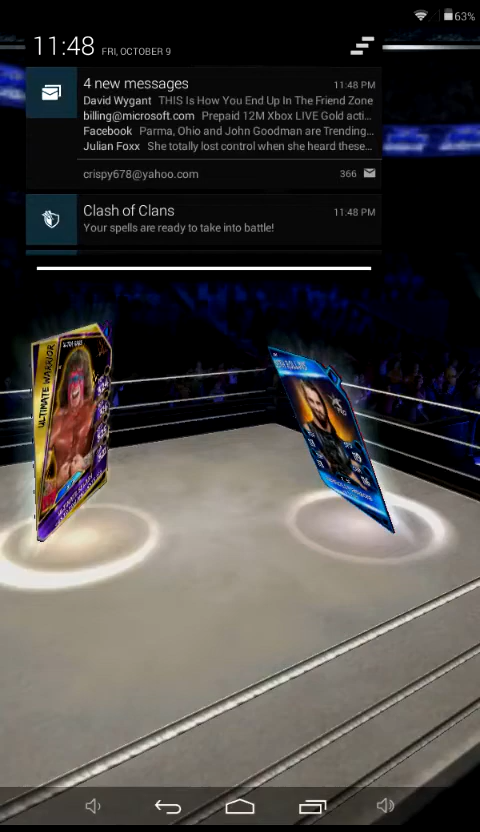 63%
11:48 FRI, OCTOBER 9
4 new messages 11:48 PM
David Wygant THIS Is How You End Up In The Friend Zone
billing@microsoft.com Prepaid 12M Xbox LIVE Gold acti...
Facebook Parma, Ohio and John Goodman are Trending...
Julian Foxx She totally lost control when she heard these...
crispy678@yahoo.com 366
Clash of Clans 11:48 PM
Your spells are ready to take into battle!
ULTIMATE WARRIOR
SETH ROLLINS